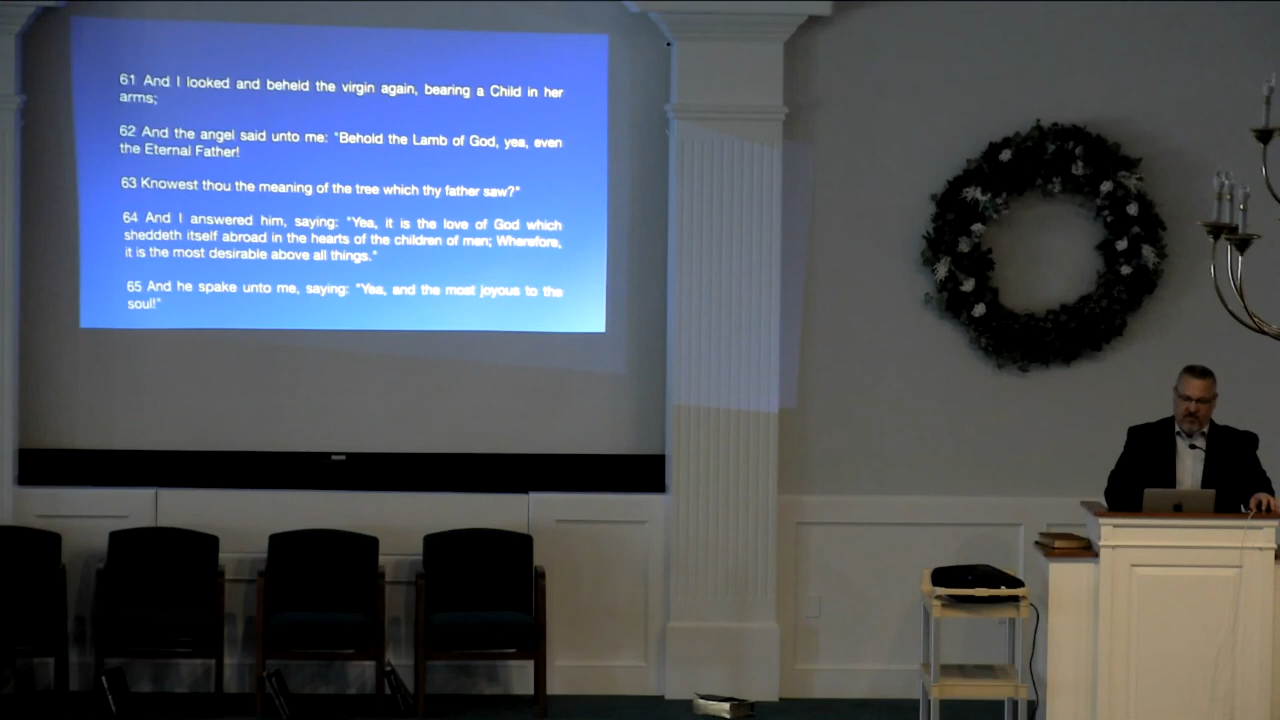 61 And I looked and beheld the virgin again, bearing a Child in her
arms;
62 And the angel said unto me: "Behold the Lamb of God, yea, even
the Eternal Father!
63 Knowest thou the meaning of the tree which thy father saw?"
64 And I answered him, saying: "Yea, it is the love of God which
sheddeth itself abroad in the hearts of the children of men; Wherefore,
it is the most desirable above all things."
65 And he spake unto me, saying: "Yea, and the most joyous to the
soul!"